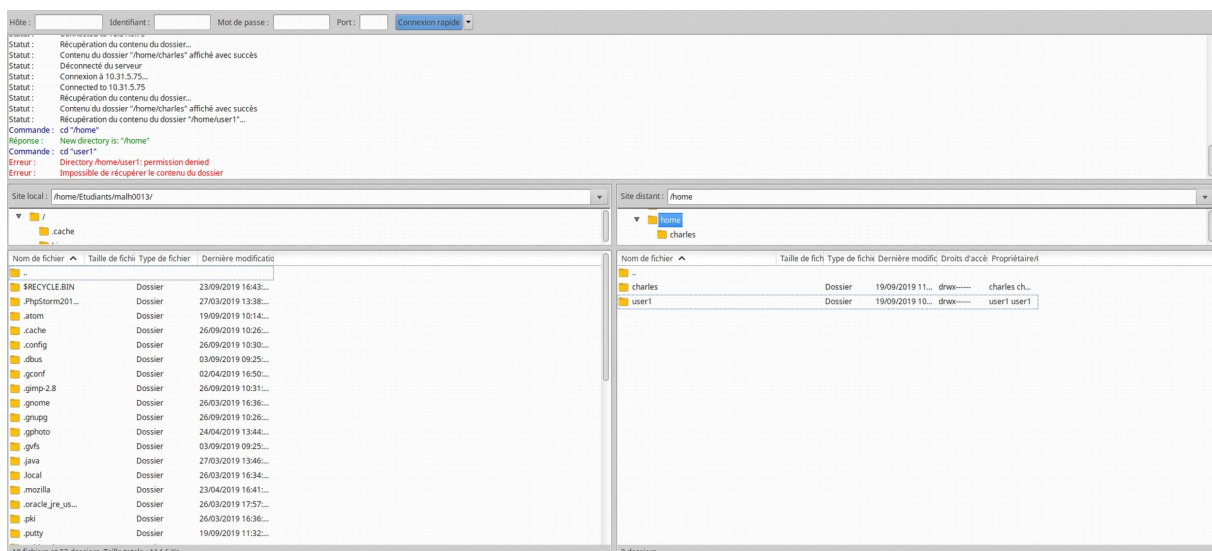 Hôte : Identifiant : Mot de passe : Port : Connexion rapide
Statut : Connected to 10.31.5.75
Statut : Récupération du contenu du dossier...
Statut : Contenu du dossier "/home/charles" affiché avec succès
Statut : Déconnecté du serveur
Statut : Connexion à 10.31.5.75...
Statut : Connected to 10.31.5.75
Statut : Récupération du contenu du dossier...
Statut : Contenu du dossier "/home/charles" affiché avec succès
Statut : Récupération du contenu du dossier "/home/user1"...
Commande : cd "/home"
Réponse : New directory is: "/home"
Commande : cd "user1"
Erreur : Directory /home/user1: permission denied
Erreur : Impossible de récupérer le contenu du dossier
Site local : /home/Etudiants/malh0013/
/
.cache
Nom de fichier Taille de fichi Type de fichier Dernière modificatio
..
$RECYCLE.BIN Dossier 23/09/2019 16:43:...
.PhpStorm201... Dossier 27/03/2019 13:38:...
.atom Dossier 19/09/2019 10:14:...
.cache Dossier 26/09/2019 10:26:...
.config Dossier 26/09/2019 10:30:...
.dbus Dossier 03/09/2019 09:25:...
.gconf Dossier 02/04/2019 16:50:...
.gimp-2.8 Dossier 26/09/2019 10:31:...
.gnome Dossier 26/03/2019 16:36:...
.gnupg Dossier 26/09/2019 10:26:...
.gphoto Dossier 24/04/2019 13:44:...
.gvfs Dossier 03/09/2019 09:25:...
.java Dossier 27/03/2019 13:46:...
.local Dossier 26/03/2019 16:34:...
.mozilla Dossier 23/04/2019 16:41:...
.oracle_jre_us... Dossier 26/03/2019 17:57:...
.pki Dossier 26/03/2019 16:36:...
.putty Dossier 19/09/2019 11:32:...
Site distant : /home
home
charles
Nom de fichier Taille de fich Type de fichie Dernière modific Droits d'accè Propriétaire/
..
charles Dossier 19/09/2019 11... drwx------ charles ch...
user1 Dossier 19/09/2019 10... drwx------ user1 user1